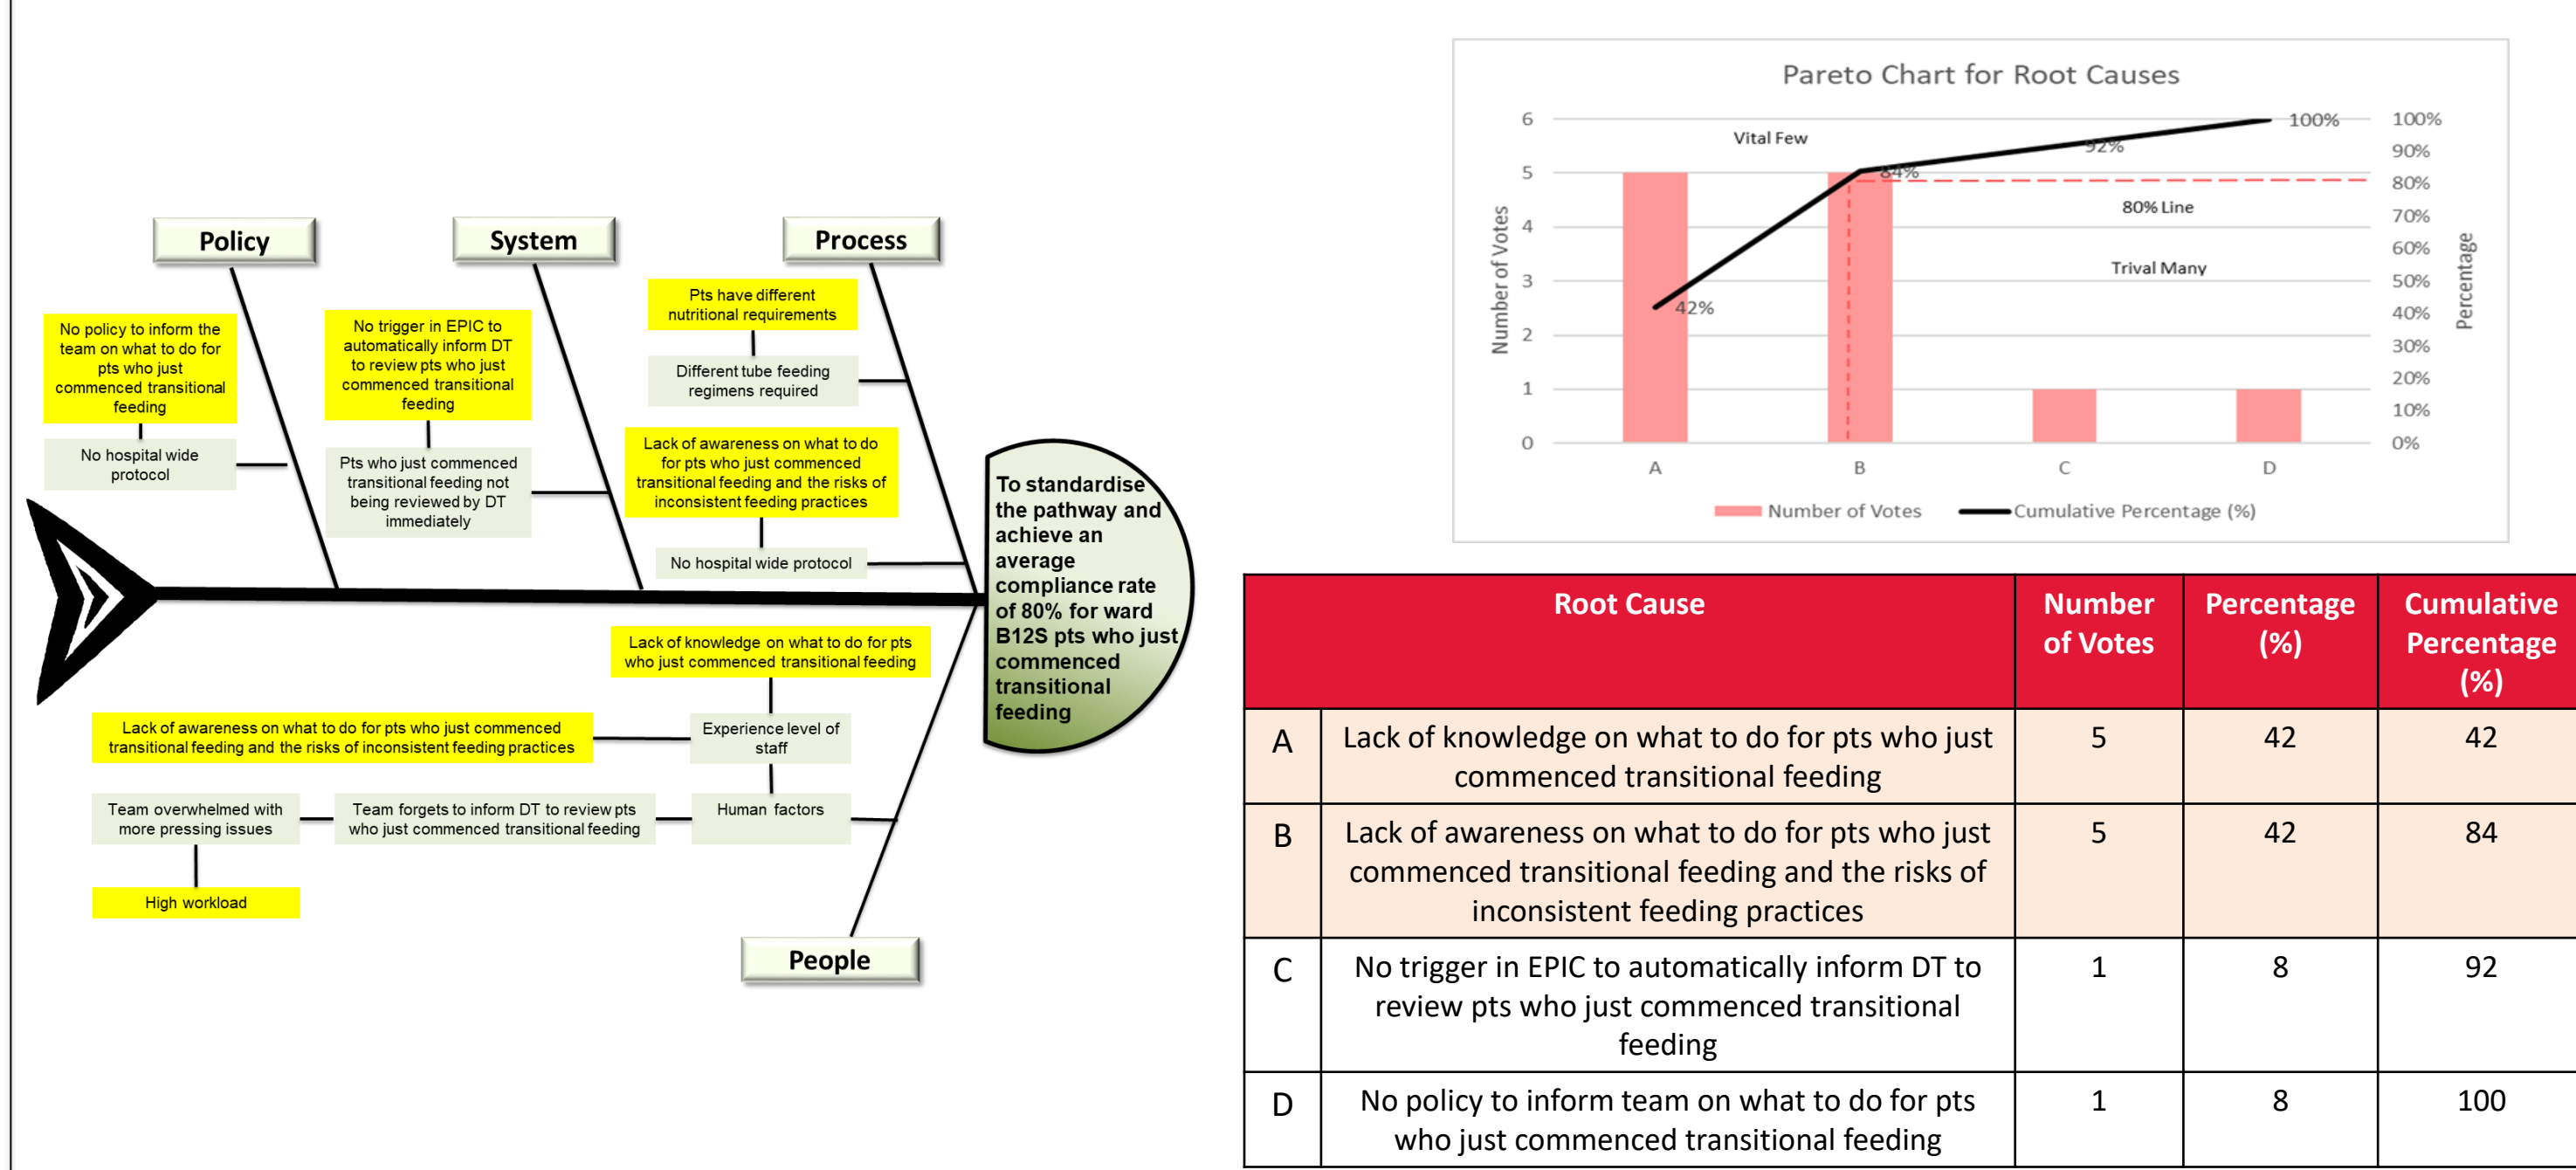 Policy
System
Process
No policy to inform the
team on what to do for
pts who just
commenced transitional
feeding
No hospital wide
protocol
No trigger in EPIC to
automatically inform DT
to review pts who just
commenced transitional
feeding
Pts who just commenced
transitional feeding not
being reviewed by DT
immediately
Pts have different
nutritional requirements
Different tube feeding
regimens required
Lack of awareness on what to do
for pts who just commenced
transitional feeding and the risks of
inconsistent feeding practices
No hospital wide protocol
To standardise
the pathway and
achieve an
average
compliance rate
of 80% for ward
B12S pts who just
commenced
transitional
feeding
Lack of knowledge on what to do for pts
who just commenced transitional feeding
Lack of awareness on what to do for pts who just commenced
transitional feeding and the risks of inconsistent feeding practices
Experience level of
staff
Team overwhelmed with
more pressing issues
Team forgets to inform DT to review pts
who just commenced transitional feeding
Human factors
High workload
People
Pareto Chart for Root Causes
Number of Votes
6
5
4
3
2
1
0
Vital Few
42%
84%
92%
100%
80% Line
Trival Many
100%
90%
80%
70%
60%
50%
40%
30%
20%
10%
0%
Percentage
A B C D
Number of Votes Cumulative Percentage (%)
Root Cause
Number
of Votes
Percentage
(%)
Cumulative
Percentage
(%)
A
Lack of knowledge on what to do for pts who just
commenced transitional feeding
5 42 42
B
Lack of awareness on what to do for pts who just
commenced transitional feeding and the risks of
inconsistent feeding practices
5 42 84
C
No trigger in EPIC to automatically inform DT to
review pts who just commenced transitional
feeding
1 8 92
D
No policy to inform team on what to do for pts
who just commenced transitional feeding
1 8 100